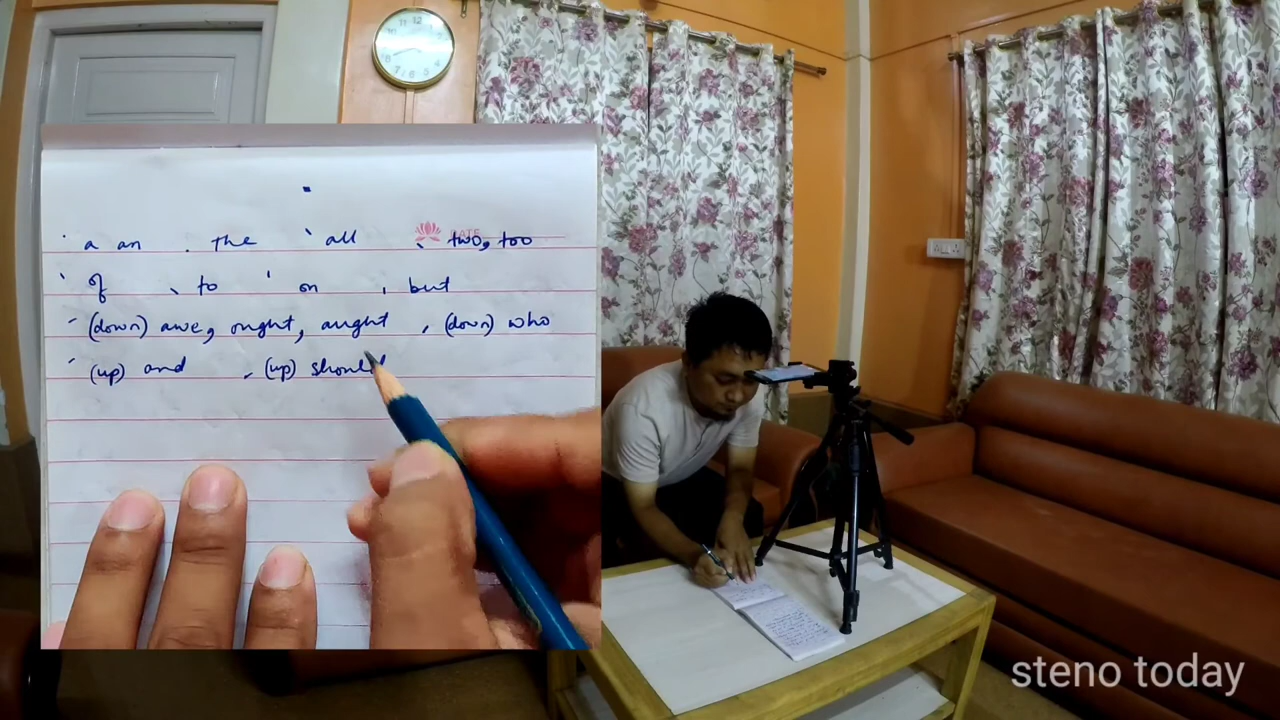 a an . the ` all ` two, too
` of ` to ' on , but
(down) awe, ought, aught , (down) who
(up) and , (up) should
steno today